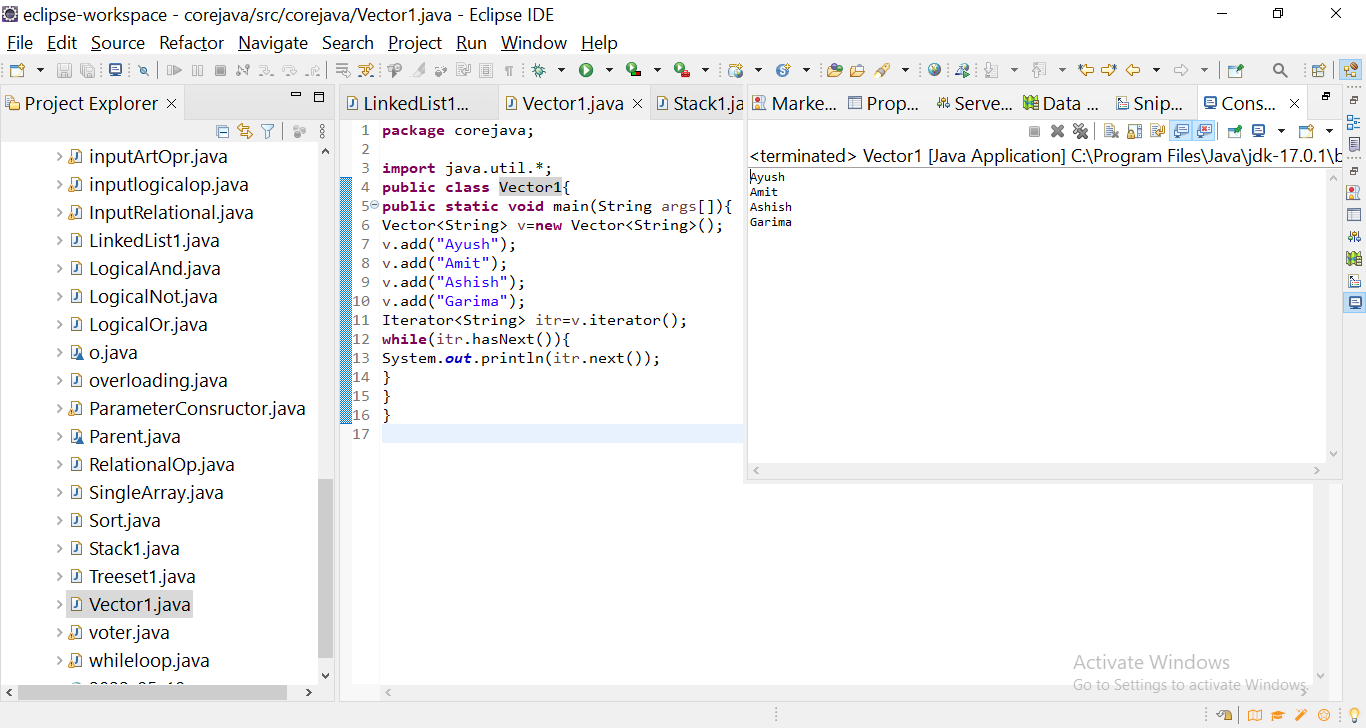 eclipse-workspace - corejava/src/corejava/Vector1.java - Eclipse IDE
File Edit Source Refactor Navigate Search Project Run Window Help
Project Explorer
inputArtOpr.java
inputlogicalop.java
InputRelational.java
LinkedList1.java
LogicalAnd.java
LogicalNot.java
LogicalOr.java
o.java
overloading.java
ParameterConsructor.java
Parent.java
RelationalOp.java
SingleArray.java
Sort.java
Stack1.java
Treeset1.java
Vector1.java
voter.java
whileloop.java
LinkedList1... Vector1.java Stack1.ja
1 package corejava;
2
3 import java.util.*;
4 public class Vector1{
5 public static void main(String args[]){
6 Vector<String> v=new Vector<String>();
7 v.add("Ayush");
8 v.add("Amit");
9 v.add("Ashish");
10 v.add("Garima");
11 Iterator<String> itr=v.iterator();
12 while(itr.hasNext()){
13 System.out.println(itr.next());
14 }
15 }
16 }
17
Marke... Prop... Serve... Data ... Snip... Cons...
<terminated> Vector1 [Java Application] C:\Program Files\Java\jdk-17.0.1\b
Ayush
Amit
Ashish
Garima
Activate Windows
Go to Settings to activate Windows.